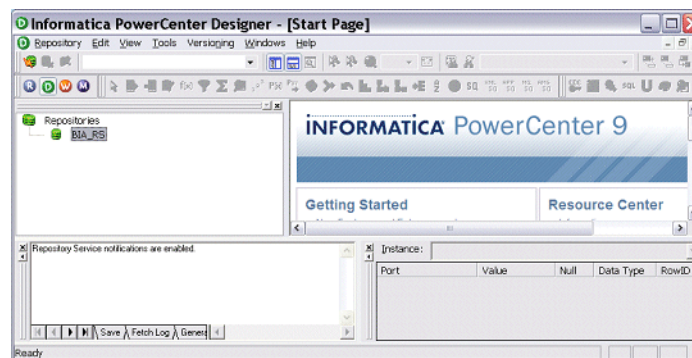 Informatica PowerCenter Designer - [Start Page]
Repository Edit View Tools Versioning Windows Help
R D W M
Repositories
BIA_RS
INFORMATICA PowerCenter 9
Getting Started
Resource Center
Repository Service notifications are enabled.
Save Fetch Log Genera
Instance:
Port Value Null Data Type RowID
Ready